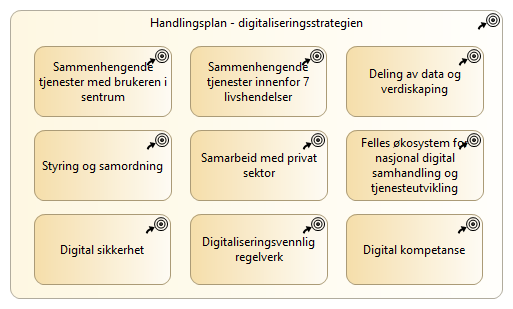 Handlingsplan - digitaliseringsstrategien
Sammenhengende
tjenester med brukeren i
sentrum
Sammenhengende
tjenester innenfor 7
livshendelser
Deling av data og
verdiskaping
Styring og samordning
Samarbeid med privat
sektor
Felles økosystem for
nasjonal digital
samhandling og
tjenesteutvikling
Digital sikkerhet
Digitaliseringsvennlig
regelverk
Digital kompetanse